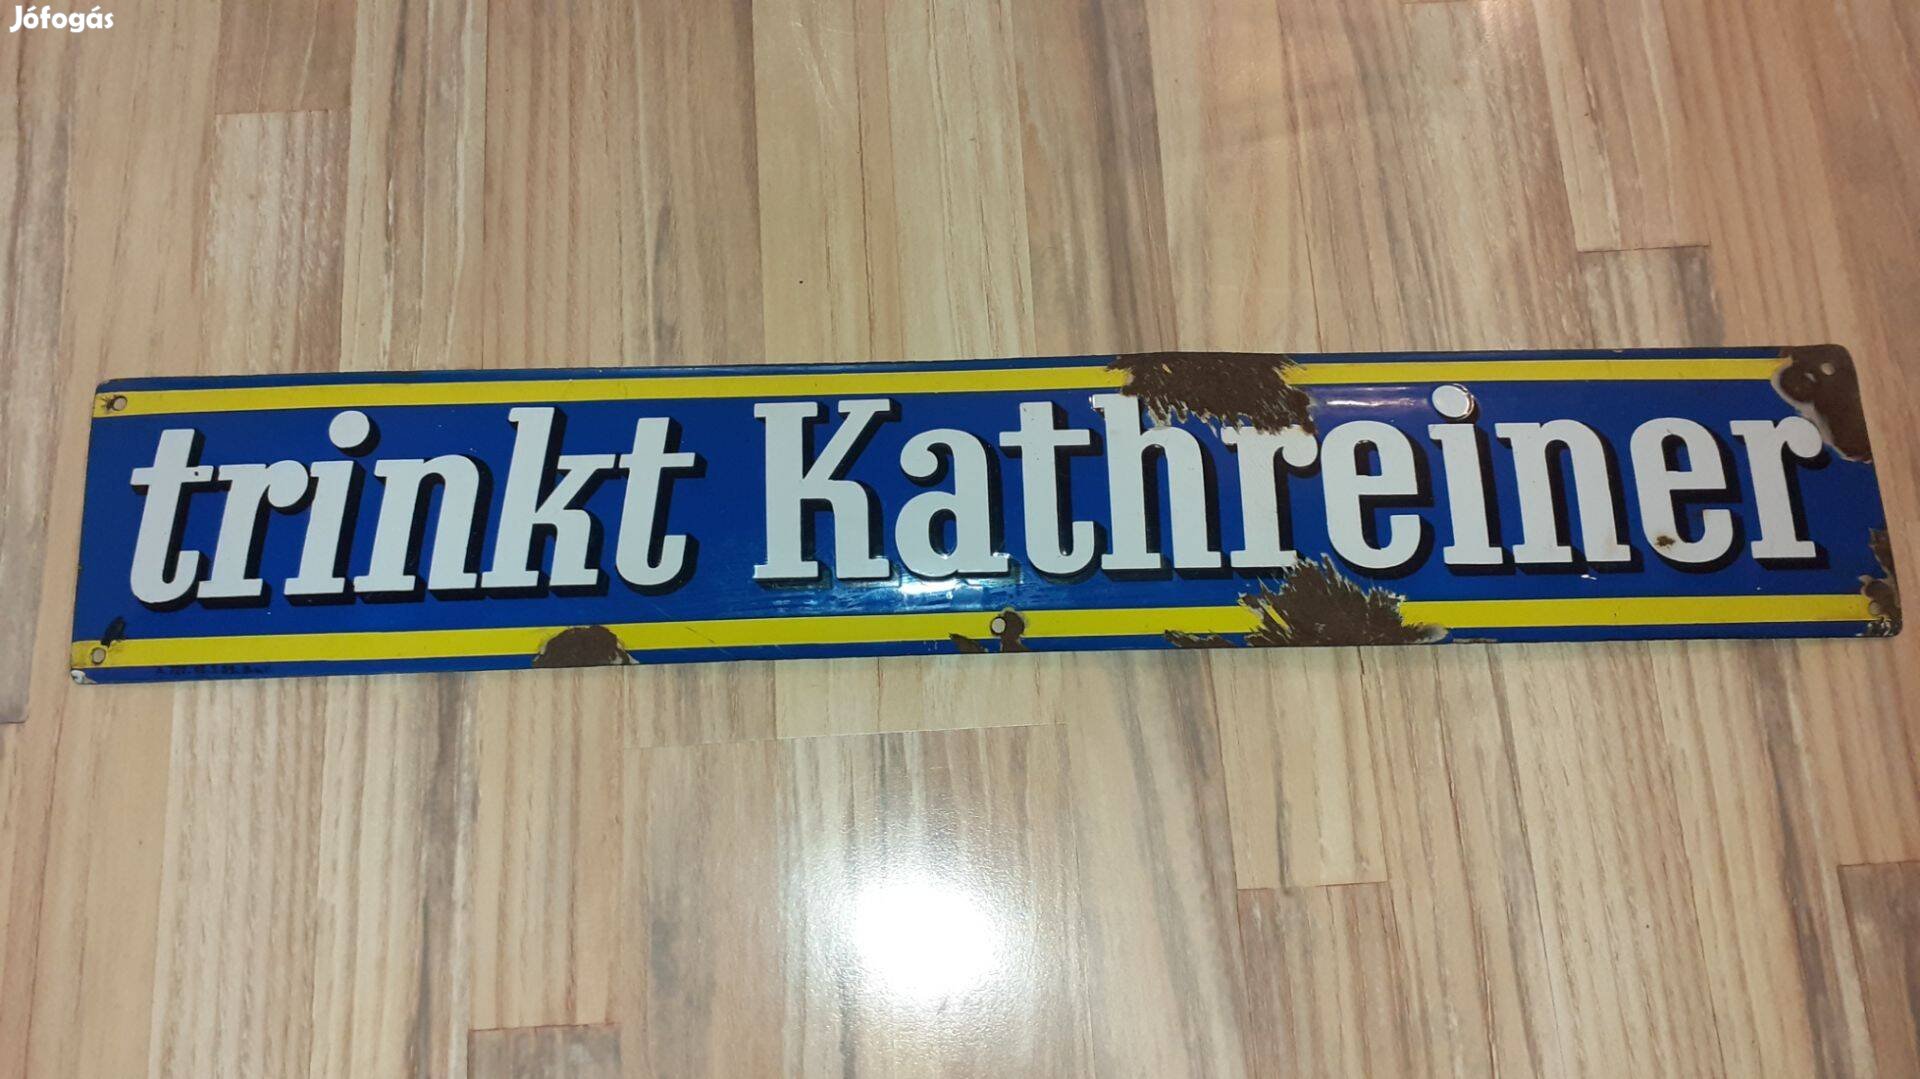 Jófogás
trinkt Kathreiner